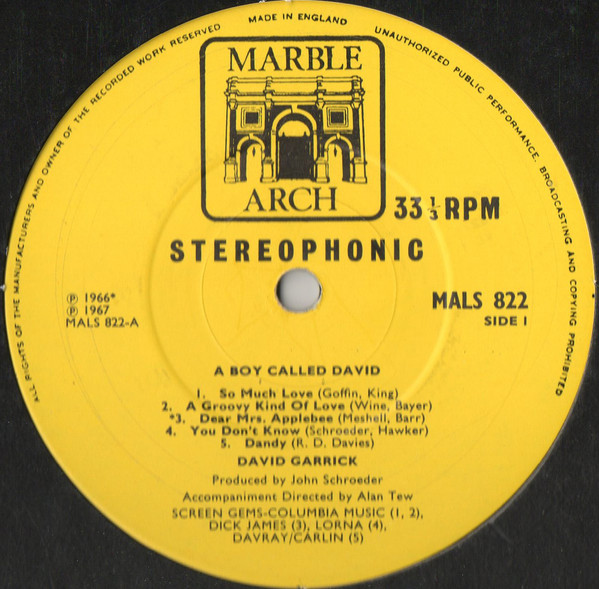 MADE IN ENGLAND
ALL RIGHTS OF THE MANUFACTURERS AND OWNER OF THE RECORDED WORK RESERVED
UNAUTHORIZED PUBLIC PERFORMANCE, BROADCASTING AND COPYING PROHIBITED
MARBLE
ARCH
33 1/3 RPM
STEREOPHONIC
℗ 1966*
℗ 1967
MALS 822-A
MALS 822
SIDE 1
A BOY CALLED DAVID
1. So Much Love (Goffin, King)
2. A Groovy Kind Of Love (Wine, Bayer)
*3. Dear Mrs. Applebee (Meshell, Barr)
4. You Don't Know (Schroeder, Hawker)
5. Dandy (R. D. Davies)
DAVID GARRICK
Produced by John Schroeder
Accompaniment Directed by Alan Tew
SCREEN GEMS-COLUMBIA MUSIC (1, 2),
DICK JAMES (3), LORNA (4),
DAVRAY/CARLIN (5)